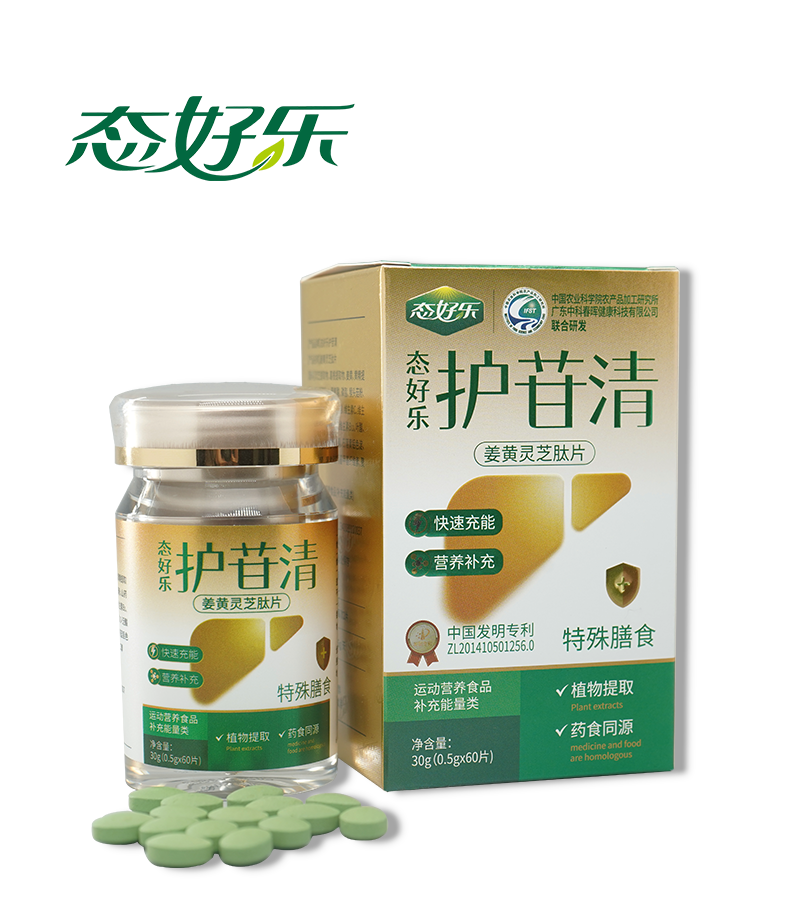 态好乐
态好乐
IFST
中国农业科学院农产品加工研究所
广东中科春晖健康科技有限公司
联合研发
态好乐
护苷清
姜黄灵芝肽片
快速充能
营养补充
中国发明专利
ZL201410501256.0
特殊膳食
运动营养食品
补充能量类
植物提取
Plant extracts
药食同源
medicine and food
are homologous
净含量：
30g (0.5gx60片)
态好乐
护苷清
姜黄灵芝肽片
快速充能
营养补充
特殊膳食
运动营养食品
补充能量类
植物提取
Plant extracts
药食同源
medicine and
food are homologous
净含量：
30g (0.5gx60片)